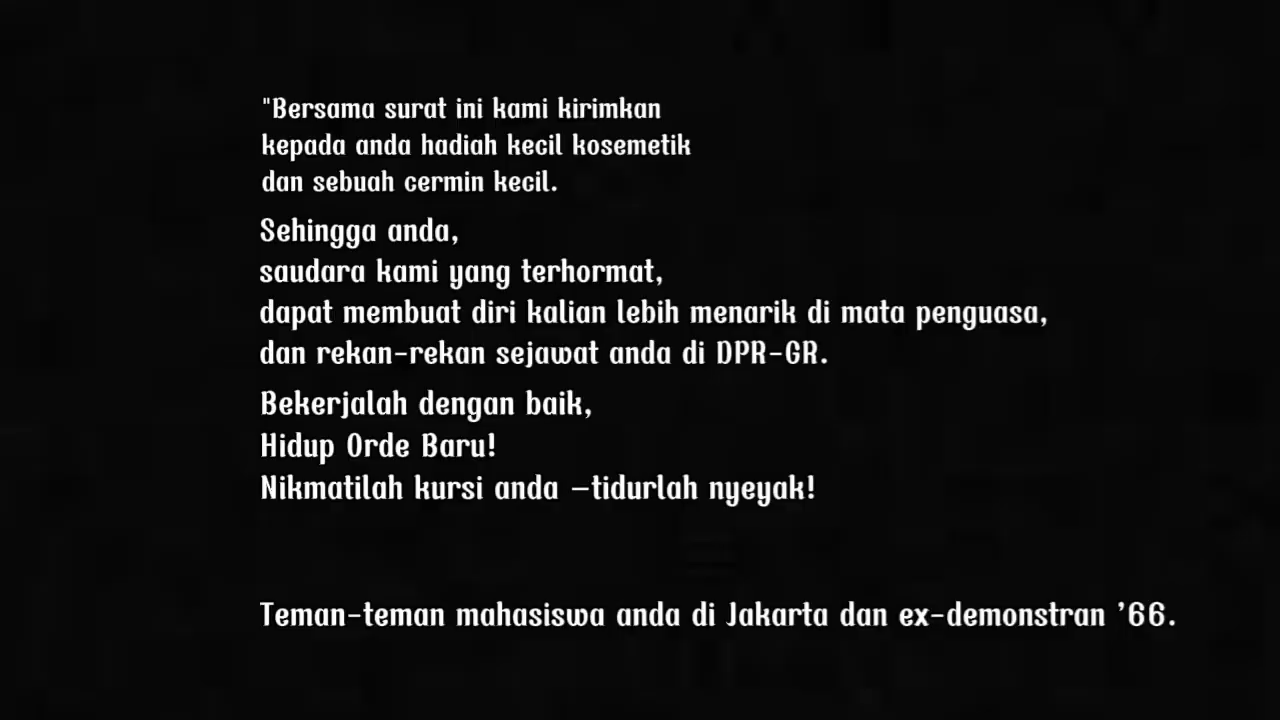 "Bersama surat ini kami kirimkan
kepada anda hadiah kecil kosemetik
dan sebuah cermin kecil.
Sehingga anda,
saudara kami yang terhormat,
dapat membuat diri kalian lebih menarik di mata penguasa,
dan rekan-rekan sejawat anda di DPR-GR.
Bekerjalah dengan baik,
Hidup Orde Baru!
Nikmatilah kursi anda –tidurlah nyeyak!
Teman-teman mahasiswa anda di Jakarta dan ex-demonstran ’66.